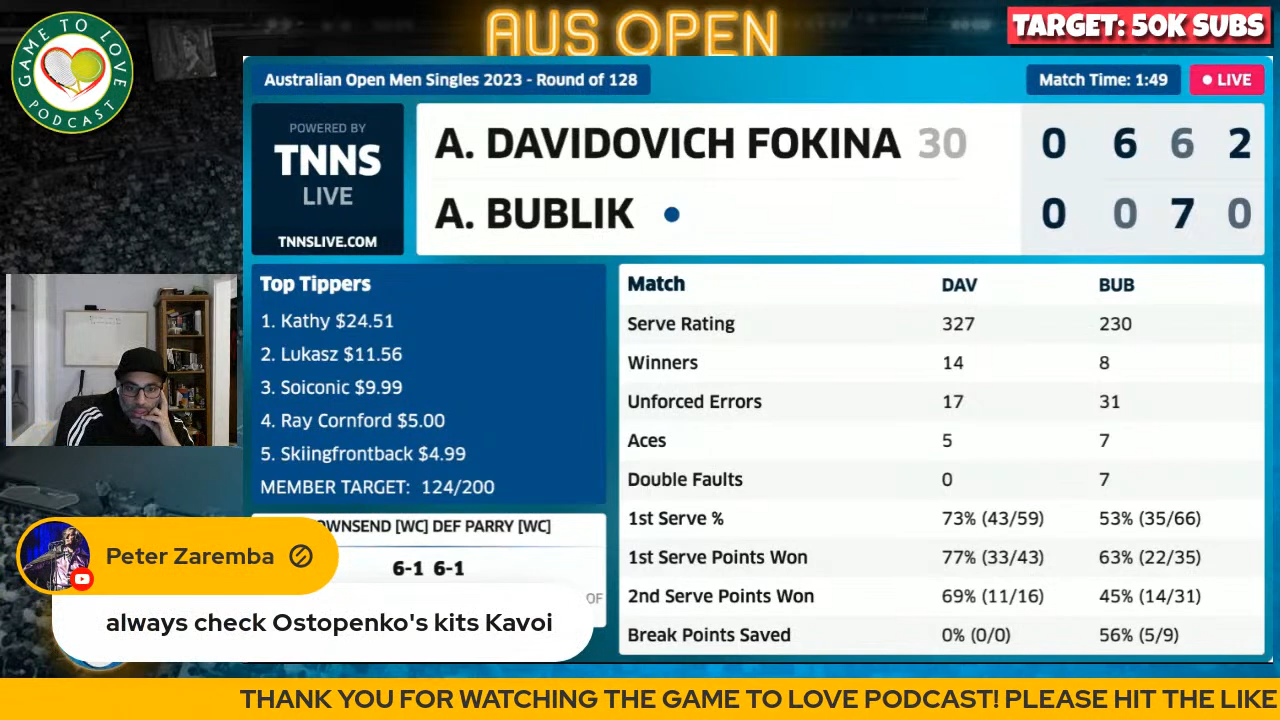 GAME TO LOVE
PODCAST
AUS OPEN
TARGET: 50K SUBS
Australian Open Men Singles 2023 - Round of 128
Match Time: 1:49
LIVE
POWERED BY
TNNS
LIVE
TNNSLIVE.COM
A. DAVIDOVICH FOKINA 30 0 6 6 2
A. BUBLIK 0 0 7 0
Top Tippers
1. Kathy $24.51
2. Lukasz $11.56
3. Soiconic $9.99
4. Ray Cornford $5.00
5. Skiingfrontback $4.99
MEMBER TARGET: 124/200
OWNSEND [WC] DEF PARRY [WC]
6-1 6-1
OF
Match DAV BUB
Serve Rating 327 230
Winners 14 8
Unforced Errors 17 31
Aces 5 7
Double Faults 0 7
1st Serve % 73% (43/59) 53% (35/66)
1st Serve Points Won 77% (33/43) 63% (22/35)
2nd Serve Points Won 69% (11/16) 45% (14/31)
Break Points Saved 0% (0/0) 56% (5/9)
Peter Zaremba
always check Ostopenko's kits Kavoi
THANK YOU FOR WATCHING THE GAME TO LOVE PODCAST! PLEASE HIT THE LIKE